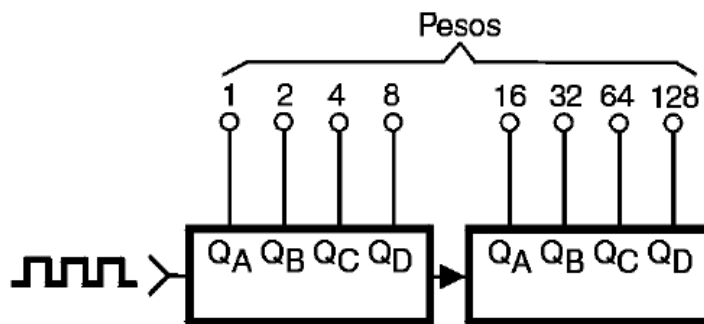 Pesos
1 2 4 8 16 32 64 128
QA QB QC QD QA QB QC QD